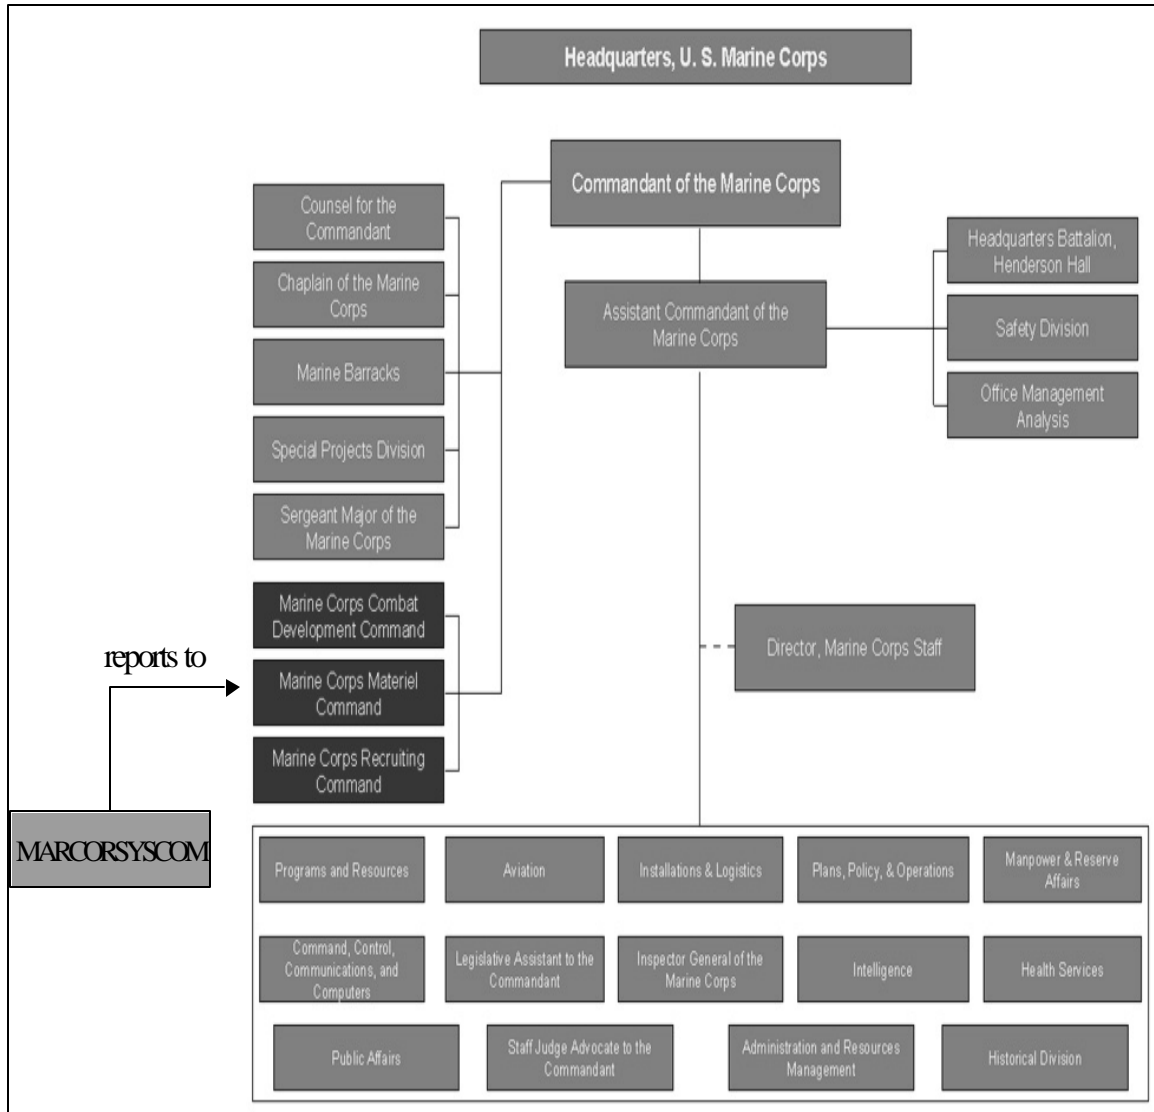 Headquarters, U. S. Marine Corps
Commandant of the Marine Corps
Counsel for the
Commandant
Chaplain of the Marine
Corps
Marine Barracks
Special Projects Division
Sergeant Major of the
Marine Corps
Assistant Commandant of the
Marine Corps
Headquarters Battalion,
Henderson Hall
Safety Division
Office Management
Analysis
Marine Corps Combat
Development Command
Marine Corps Materiel
Command
Marine Corps Recruiting
Command
reports to
MARCORSYSCOM
Director, Marine Corps Staff
Programs and Resources
Aviation
Installations & Logistics
Plans, Policy, & Operations
Manpower & Reserve
Affairs
Command, Control,
Communications, and
Computers
Legislative Assistant to the
Commandant
Inspector General of the
Marine Corps
Intelligence
Health Services
Public Affairs
Staff Judge Advocate to the
Commandant
Administration and Resources
Management
Historical Division